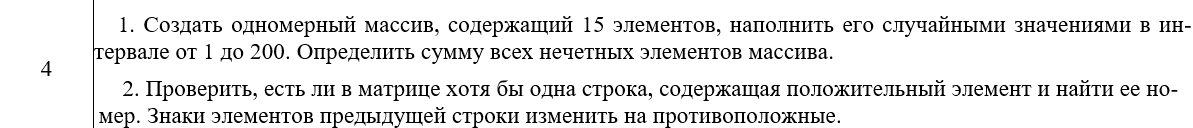 1. Создать одномерный массив, содержащий 15 элементов, наполнить его случайными значениями в ин-
тервале от 1 до 200. Определить сумму всех нечетных элементов массива.
4
2. Проверить, есть ли в матрице хотя бы одна строка, содержащая положительный элемент и найти ее но-
мер. Знаки элементов предыдущей строки изменить на противоположные.